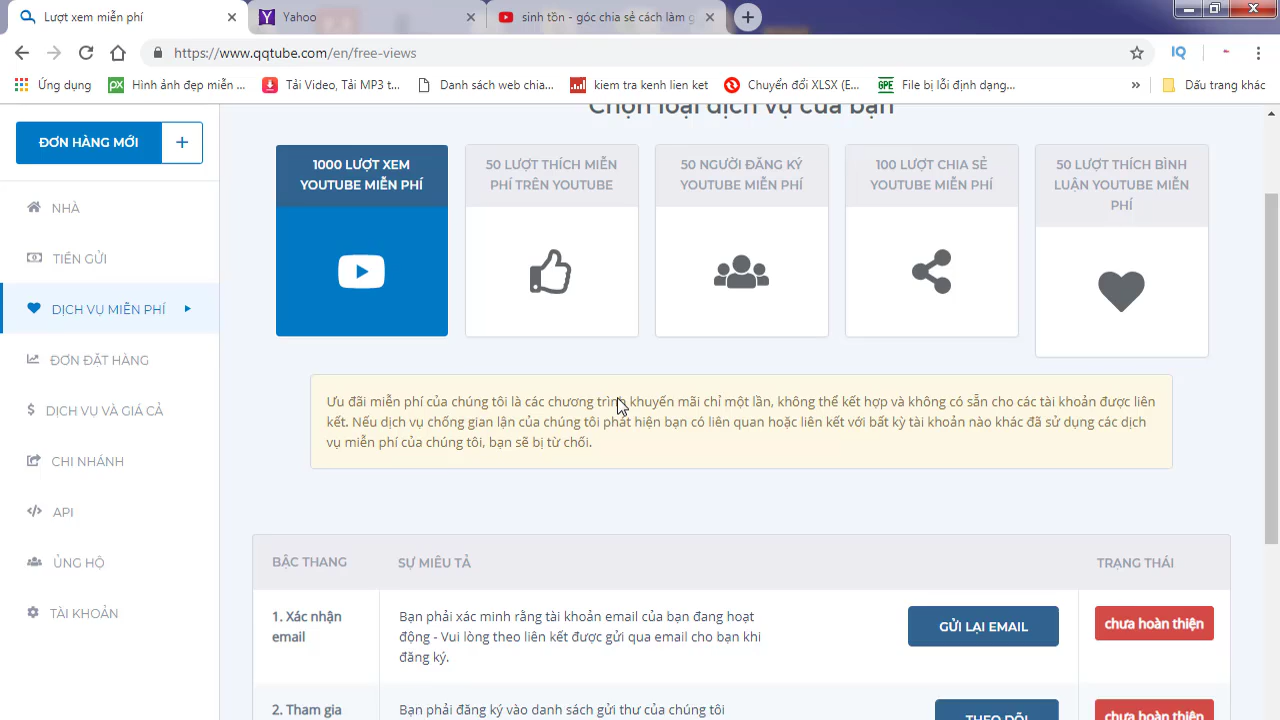 Lượt xem miễn phí
Yahoo
sinh tồn - góc chia sẻ cách làm g
https://www.qqtube.com/en/free-views
IQ
Ứng dụng
px
Hình ảnh đẹp miễn ...
Tải Video, Tải MP3 t...
Danh sách web chia...
kiem tra kenh lien ket
Chuyển đổi XLSX (E...
GPE
File bị lỗi định dạng...
»
Dấu trang khác
ĐƠN HÀNG MỚI
+
NHÀ
TIỀN GỬI
DỊCH VỤ MIỄN PHÍ
ĐƠN ĐẶT HÀNG
$ DỊCH VỤ VÀ GIÁ CẢ
CHI NHÁNH
</> API
ỦNG HỘ
TÀI KHOẢN
Chọn loại dịch vụ của bạn
1000 LƯỢT XEM
YOUTUBE MIỄN PHÍ
50 LƯỢT THÍCH MIỄN
PHÍ TRÊN YOUTUBE
50 NGƯỜI ĐĂNG KÝ
YOUTUBE MIỄN PHÍ
100 LƯỢT CHIA SẺ
YOUTUBE MIỄN PHÍ
50 LƯỢT THÍCH BÌNH
LUẬN YOUTUBE MIỄN
PHÍ
Ưu đãi miễn phí của chúng tôi là các chương trình khuyến mãi chỉ một lần, không thể kết hợp và không có sẵn cho các tài khoản được liên
kết. Nếu dịch vụ chống gian lận của chúng tôi phát hiện bạn có liên quan hoặc liên kết với bất kỳ tài khoản nào khác đã sử dụng các dịch
vụ miễn phí của chúng tôi, bạn sẽ bị từ chối.
BẬC THANG
SỰ MIÊU TẢ
TRẠNG THÁI
1. Xác nhận
email
Bạn phải xác minh rằng tài khoản email của bạn đang hoạt
động - Vui lòng theo liên kết được gửi qua email cho bạn khi
đăng ký.
GỬI LẠI EMAIL
chưa hoàn thiện
2. Tham gia
Bạn phải đăng ký vào danh sách gửi thư của chúng tôi
THEO DÕI
chưa hoàn thiện